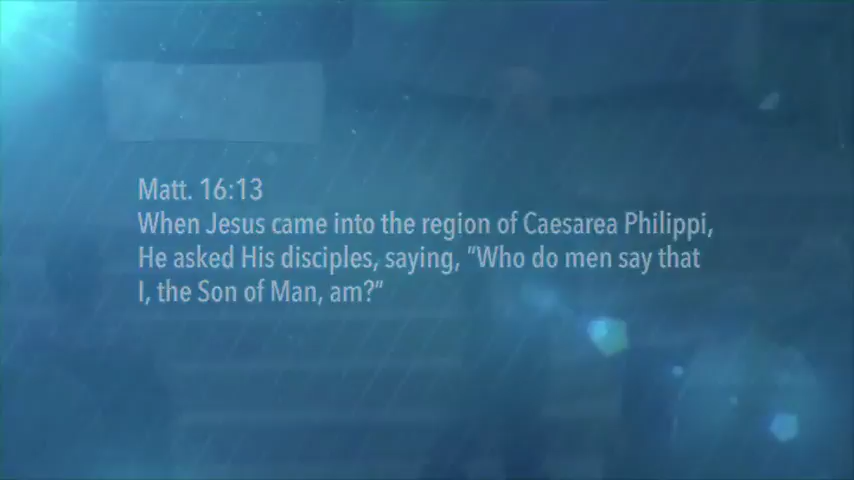 Matt. 16:13
When Jesus came into the region of Caesarea Philippi,
He asked His disciples, saying, "Who do men say that
I, the Son of Man, am?"